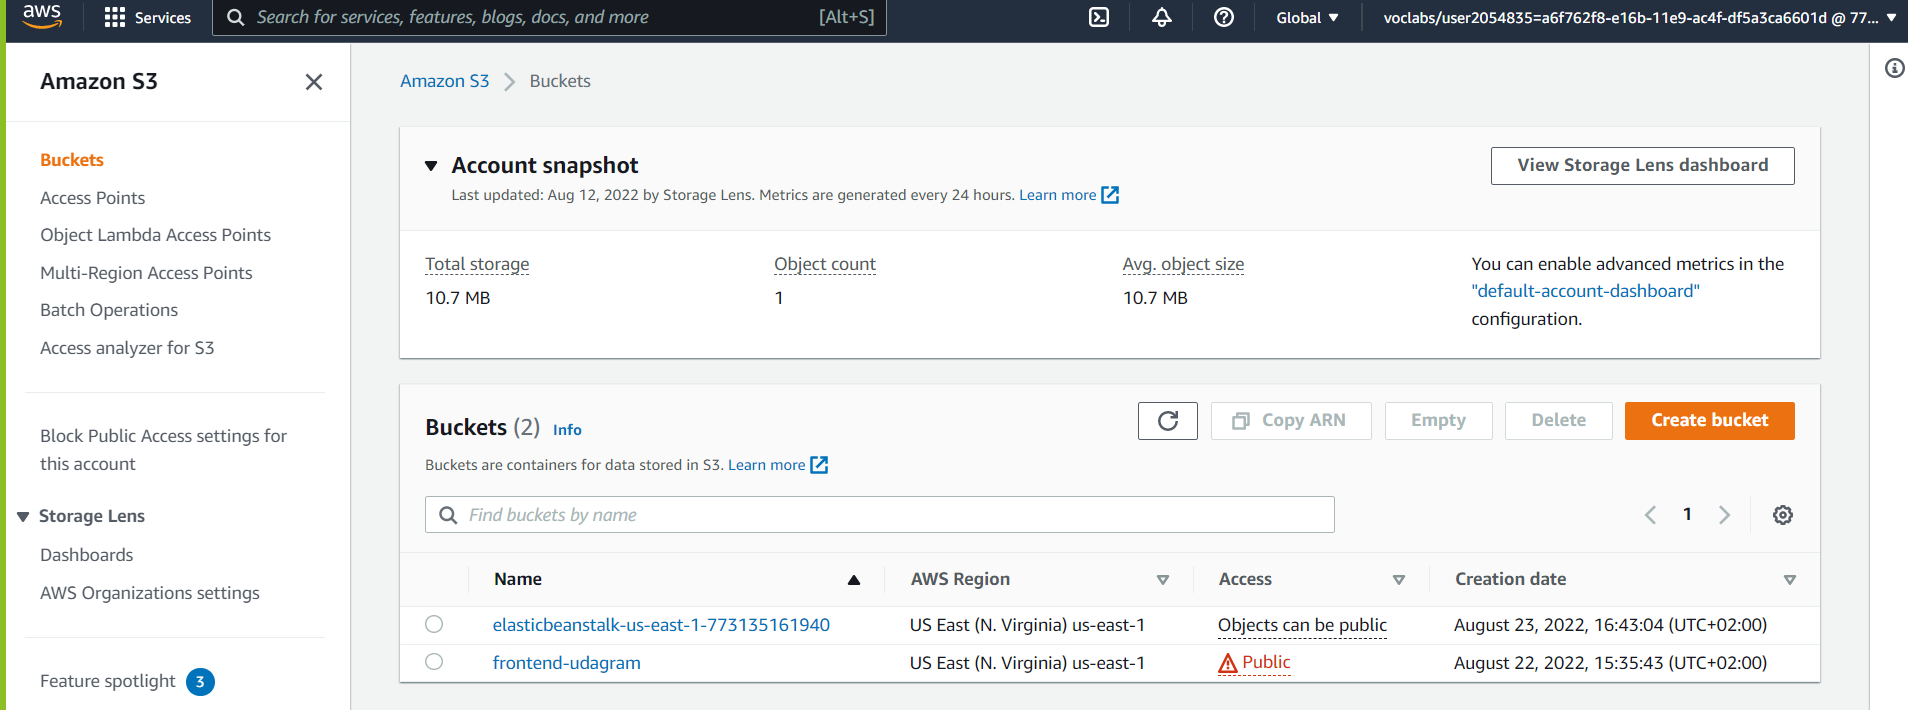 aws
Services
Search for services, features, blogs, docs, and more
[Alt+S]
Global
voclabs/user2054835=a6f762f8-e16b-11e9-ac4f-df5a3ca6601d @ 77...
Amazon S3
Buckets
Access Points
Object Lambda Access Points
Multi-Region Access Points
Batch Operations
Access analyzer for S3
Block Public Access settings for
this account
Storage Lens
Dashboards
AWS Organizations settings
Feature spotlight 3
Amazon S3 > Buckets
Account snapshot
Last updated: Aug 12, 2022 by Storage Lens. Metrics are generated every 24 hours. Learn more
View Storage Lens dashboard
Total storage
10.7 MB
Object count
1
Avg. object size
10.7 MB
You can enable advanced metrics in the
"default-account-dashboard"
configuration.
Buckets (2) Info
Buckets are containers for data stored in S3. Learn more
Copy ARN
Empty
Delete
Create bucket
Find buckets by name
1
Name AWS Region Access Creation date
elasticbeanstalk-us-east-1-773135161940 US East (N. Virginia) us-east-1 Objects can be public August 23, 2022, 16:43:04 (UTC+02:00)
frontend-udagram US East (N. Virginia) us-east-1 Public August 22, 2022, 15:35:43 (UTC+02:00)